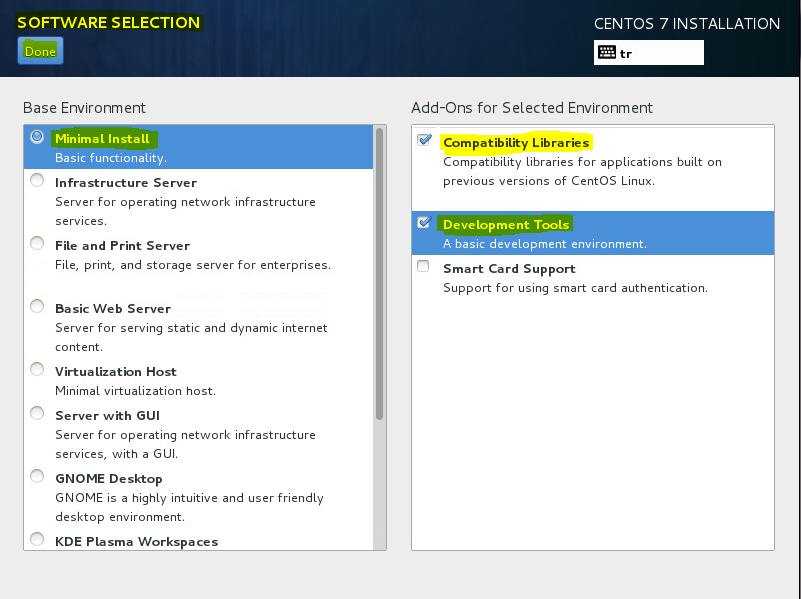 SOFTWARE SELECTION
CENTOS 7 INSTALLATION
Done
tr
Base Environment
Minimal Install
Basic functionality.
Infrastructure Server
Server for operating network infrastructure
services.
File and Print Server
File, print, and storage server for enterprises.
Basic Web Server
Server for serving static and dynamic internet
content.
Virtualization Host
Minimal virtualization host.
Server with GUI
Server for operating network infrastructure
services, with a GUI.
GNOME Desktop
GNOME is a highly intuitive and user friendly
desktop environment.
KDE Plasma Workspaces
Add-Ons for Selected Environment
Compatibility Libraries
Compatibility libraries for applications built on
previous versions of CentOS Linux.
Development Tools
A basic development environment.
Smart Card Support
Support for using smart card authentication.